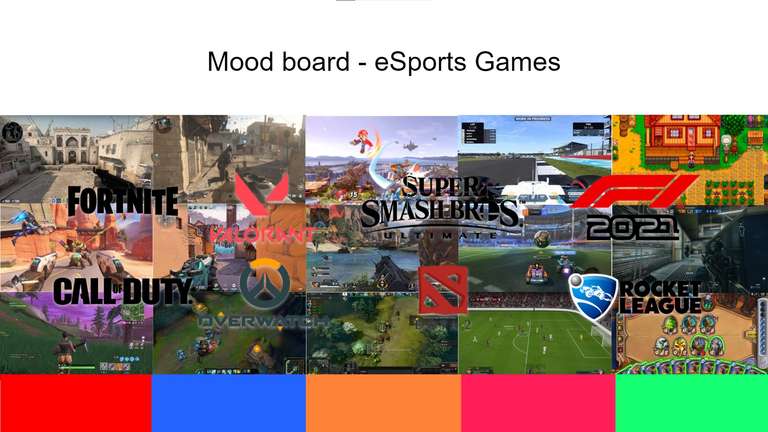 Mood board - eSports Games
FORTNITE
VALORANT
SUPER
SMASH BROS
ULTIMATE
F1
2021
CALL OF DUTY
OVERWATCH
ROCKET
LEAGUE